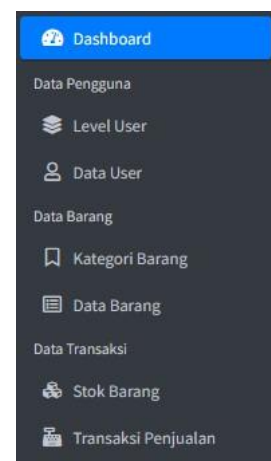 Dashboard
Data Pengguna
Level User
Data User
Data Barang
Kategori Barang
Data Barang
Data Transaksi
Stok Barang
Transaksi Penjualan